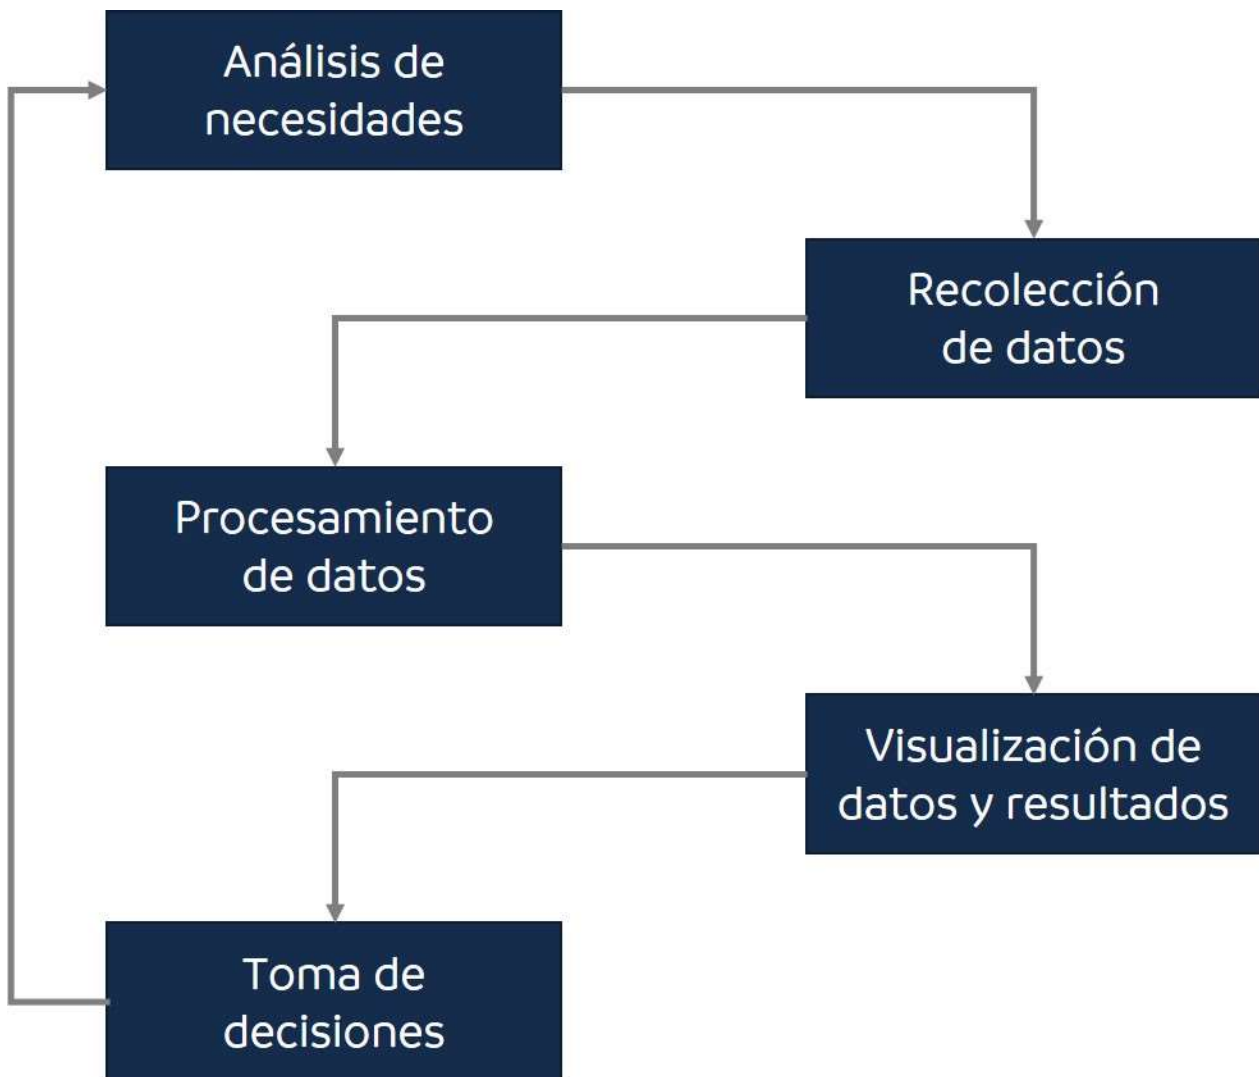 Análisis de
necesidades
Recolección
de datos
Procesamiento
de datos
Visualización de
datos y resultados
Toma de
decisiones